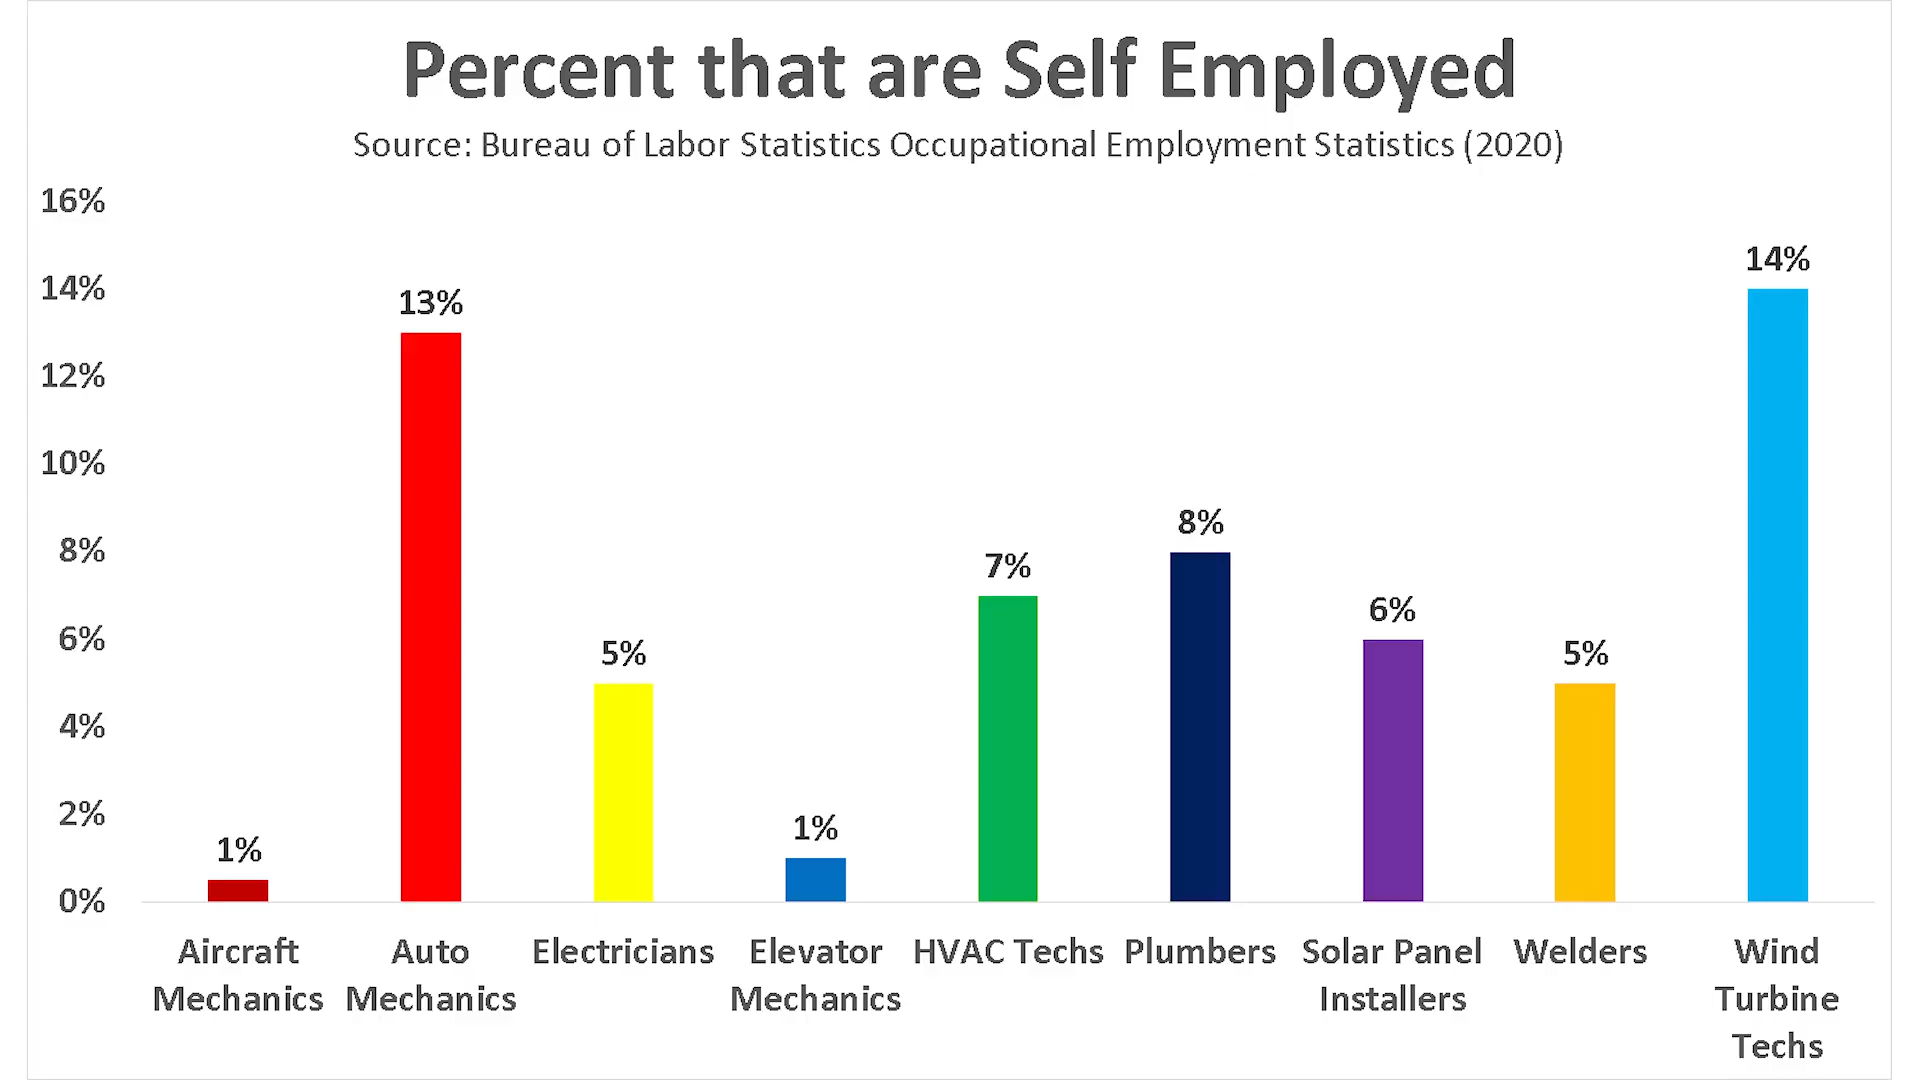 Percent that are Self Employed
Source: Bureau of Labor Statistics Occupational Employment Statistics (2020)
16%
14%
12%
10%
8%
6%
4%
2%
0%
1%
13%
5%
1%
7%
8%
6%
5%
14%
Aircraft
Mechanics
Auto
Mechanics
Electricians
Elevator
Mechanics
HVAC Techs
Plumbers
Solar Panel
Installers
Welders
Wind
Turbine
Techs